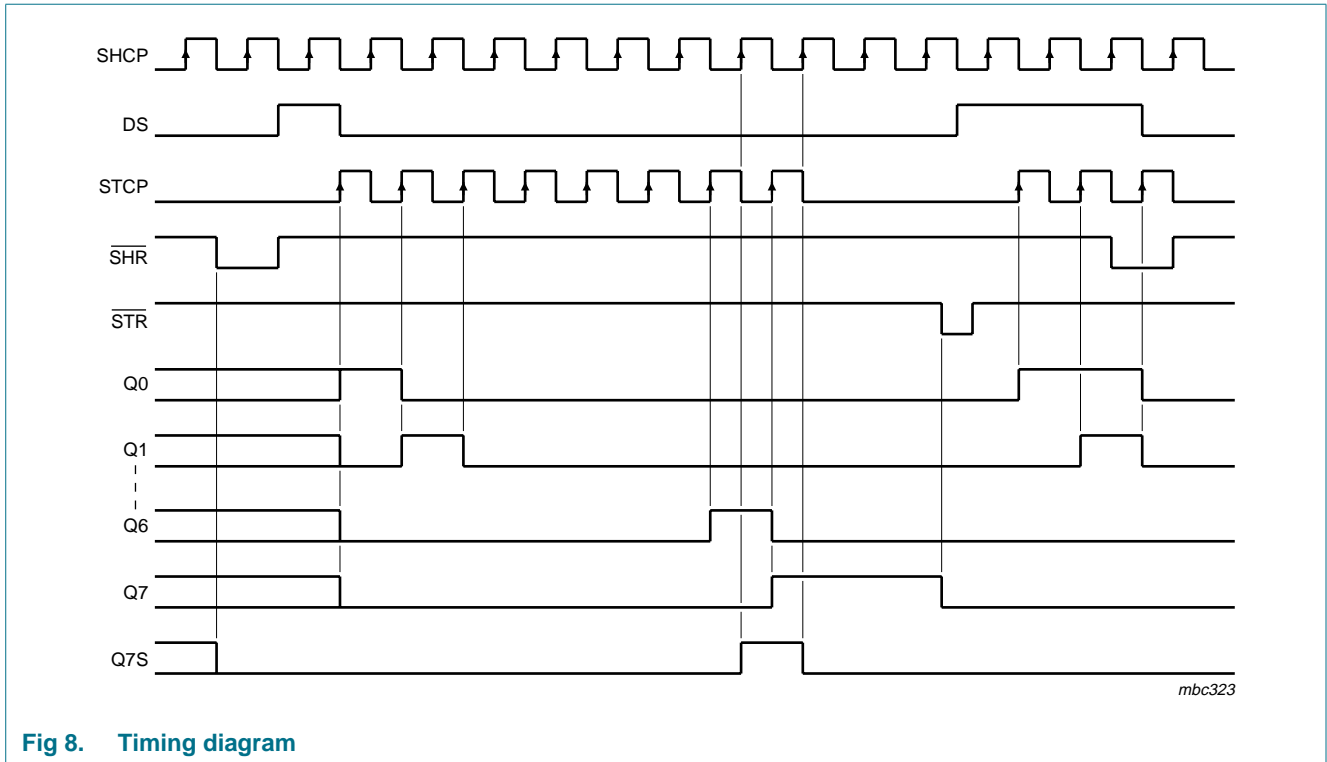 SHCP
DS
STCP
SHR
STR
Q0
Q1
Q6
Q7
Q7S
mbc323
Fig 8. Timing diagram